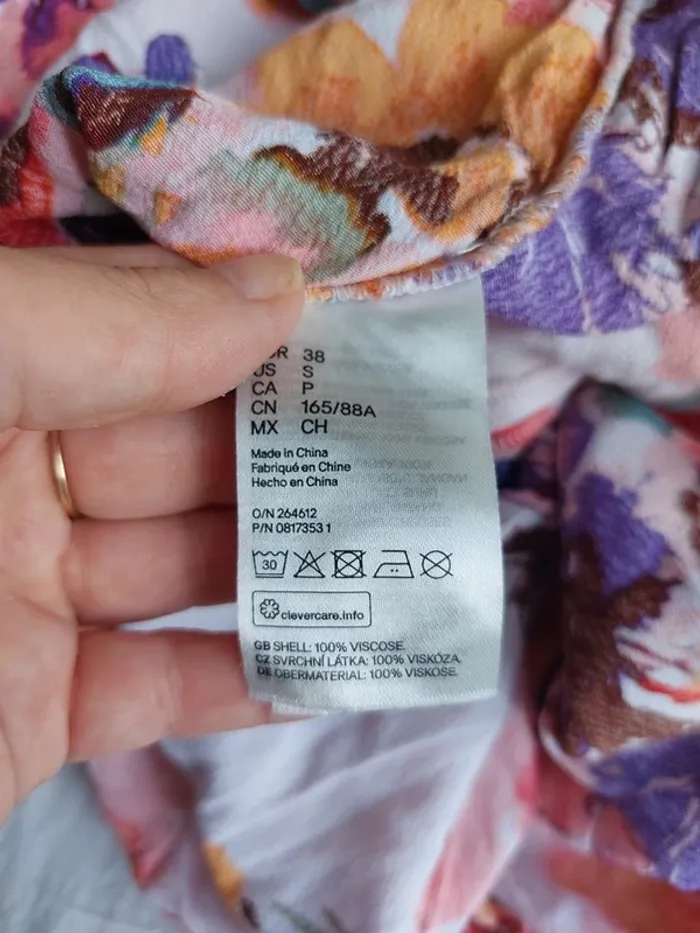 38
US S
CA P
CN 165/88A
MX CH
Made in China
Fabriqué en Chine
Hecho en China
O/N 264612
P/N 0817353 1
30
clevercare.info
GB SHELL: 100% VISCOSE.
CZ SVRCHNÍ LÁTKA: 100% VISKÓZA.
DE OBERMATERIAL: 100% VISKOSE.